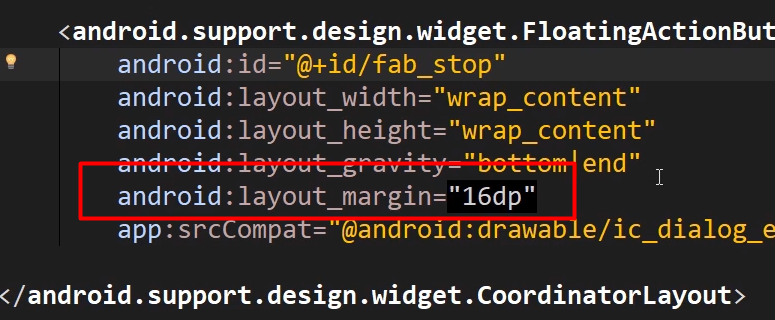 <android.support.design.widget.FloatingActionBut
android:id="@+id/fab_stop"
android:layout_width="wrap_content"
android:layout_height="wrap_content"
android:layout_gravity="bottom|end"
android:layout_margin="16dp"
app:srcCompat="@android:drawable/ic_dialog_e
</android.support.design.widget.CoordinatorLayout>